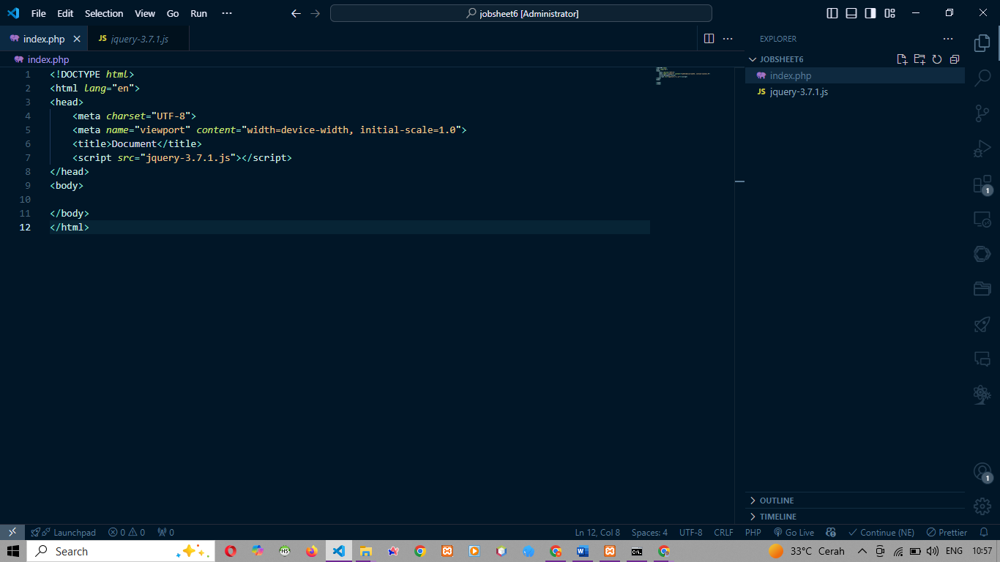 File Edit Selection View Go Run ···
jobsheet6 [Administrator]
index.php
JS jquery-3.7.1.js
index.php
1 <!DOCTYPE html>
2 <html lang="en">
3 <head>
4 <meta charset="UTF-8">
5 <meta name="viewport" content="width=device-width, initial-scale=1.0">
6 <title>Document</title>
7 <script src="jquery-3.7.1.js"></script>
8 </head>
9 <body>
10
11 </body>
12 </html>
EXPLORER
JOBSHEET6
index.php
JS jquery-3.7.1.js
1
1
OUTLINE
TIMELINE
Launchpad 0 0 0 Ln 12, Col 8 Spaces: 4 UTF-8 CRLF PHP Go Live Continue (NE) Prettier
Search HS 33°C Cerah ENG 10:57